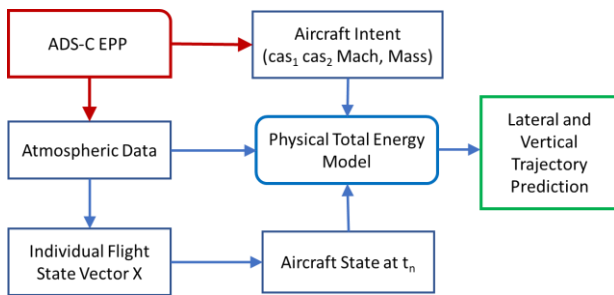 ADS-C EPP
Aircraft Intent
(cas₁ cas₂ Mach, Mass)
Atmospheric Data
Physical Total Energy
Model
Lateral and
Vertical
Trajectory
Prediction
Individual Flight
State Vector X
Aircraft State at tₙ